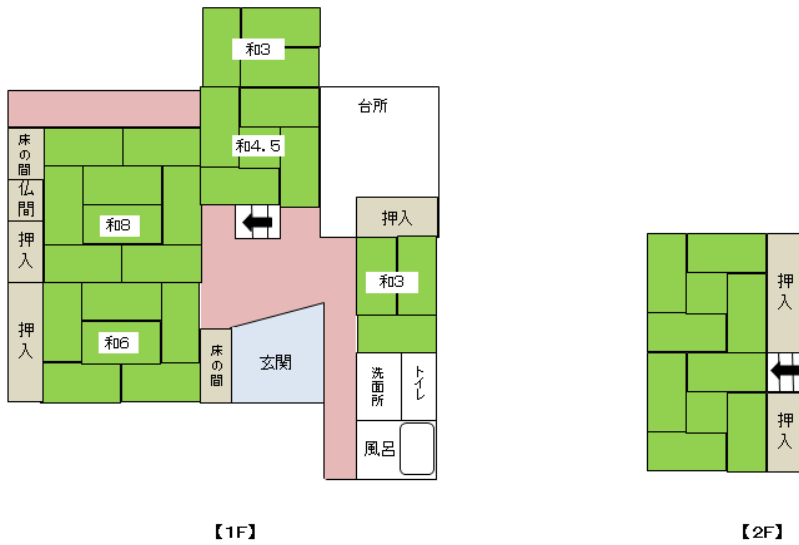 和3
台所
和4.5
床の間
仏間
押入
和8
押入
和3
押入
和6
床の間
玄関
洗面所
トイレ
風呂
押入
押入
【1F】
【2F】